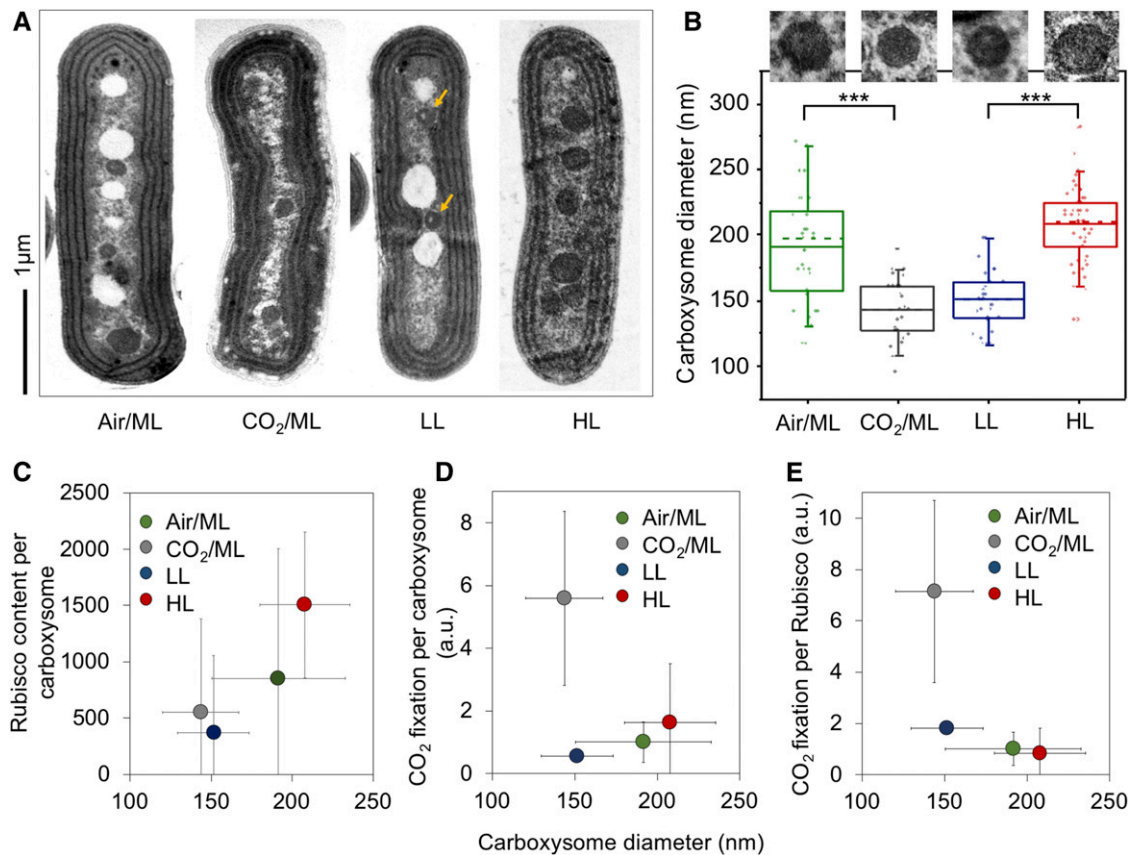 A
1µm
Air/ML
CO₂/ML
LL
HL
B
Carboxysome diameter (nm)
300
250
200
150
100
***
***
Air/ML
CO₂/ML
LL
HL
C
Rubisco content per
carboxysome
2500
2000
1500
1000
500
0
Air/ML
CO₂/ML
LL
HL
100
150
200
250
D
CO₂ fixation per carboxysome
(a.u.)
8
6
4
2
0
Air/ML
CO₂/ML
LL
HL
100
150
200
250
E
CO₂ fixation per Rubisco (a.u.)
10
8
6
4
2
0
Air/ML
CO₂/ML
LL
HL
100
150
200
250
Carboxysome diameter (nm)